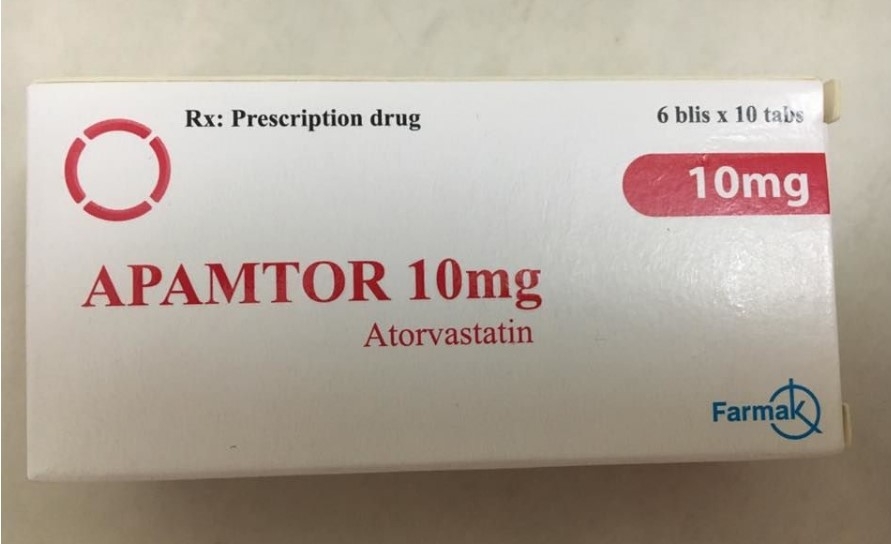 Rx: Prescription drug
6 blis x 10 tabs
10mg
APAMTOR 10mg
Atorvastatin
Farmak